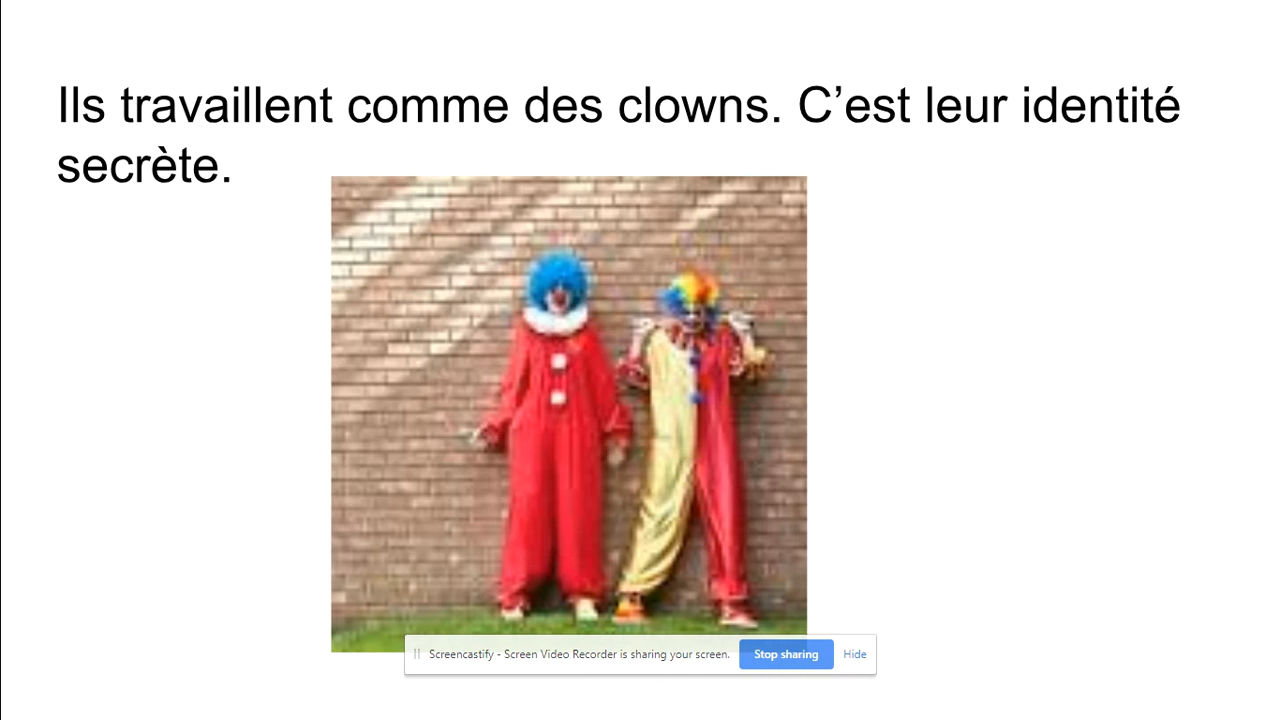 Ils travaillent comme des clowns. C’est leur identité
secrète.
Screencastify - Screen Video Recorder is sharing your screen. Stop sharing Hide